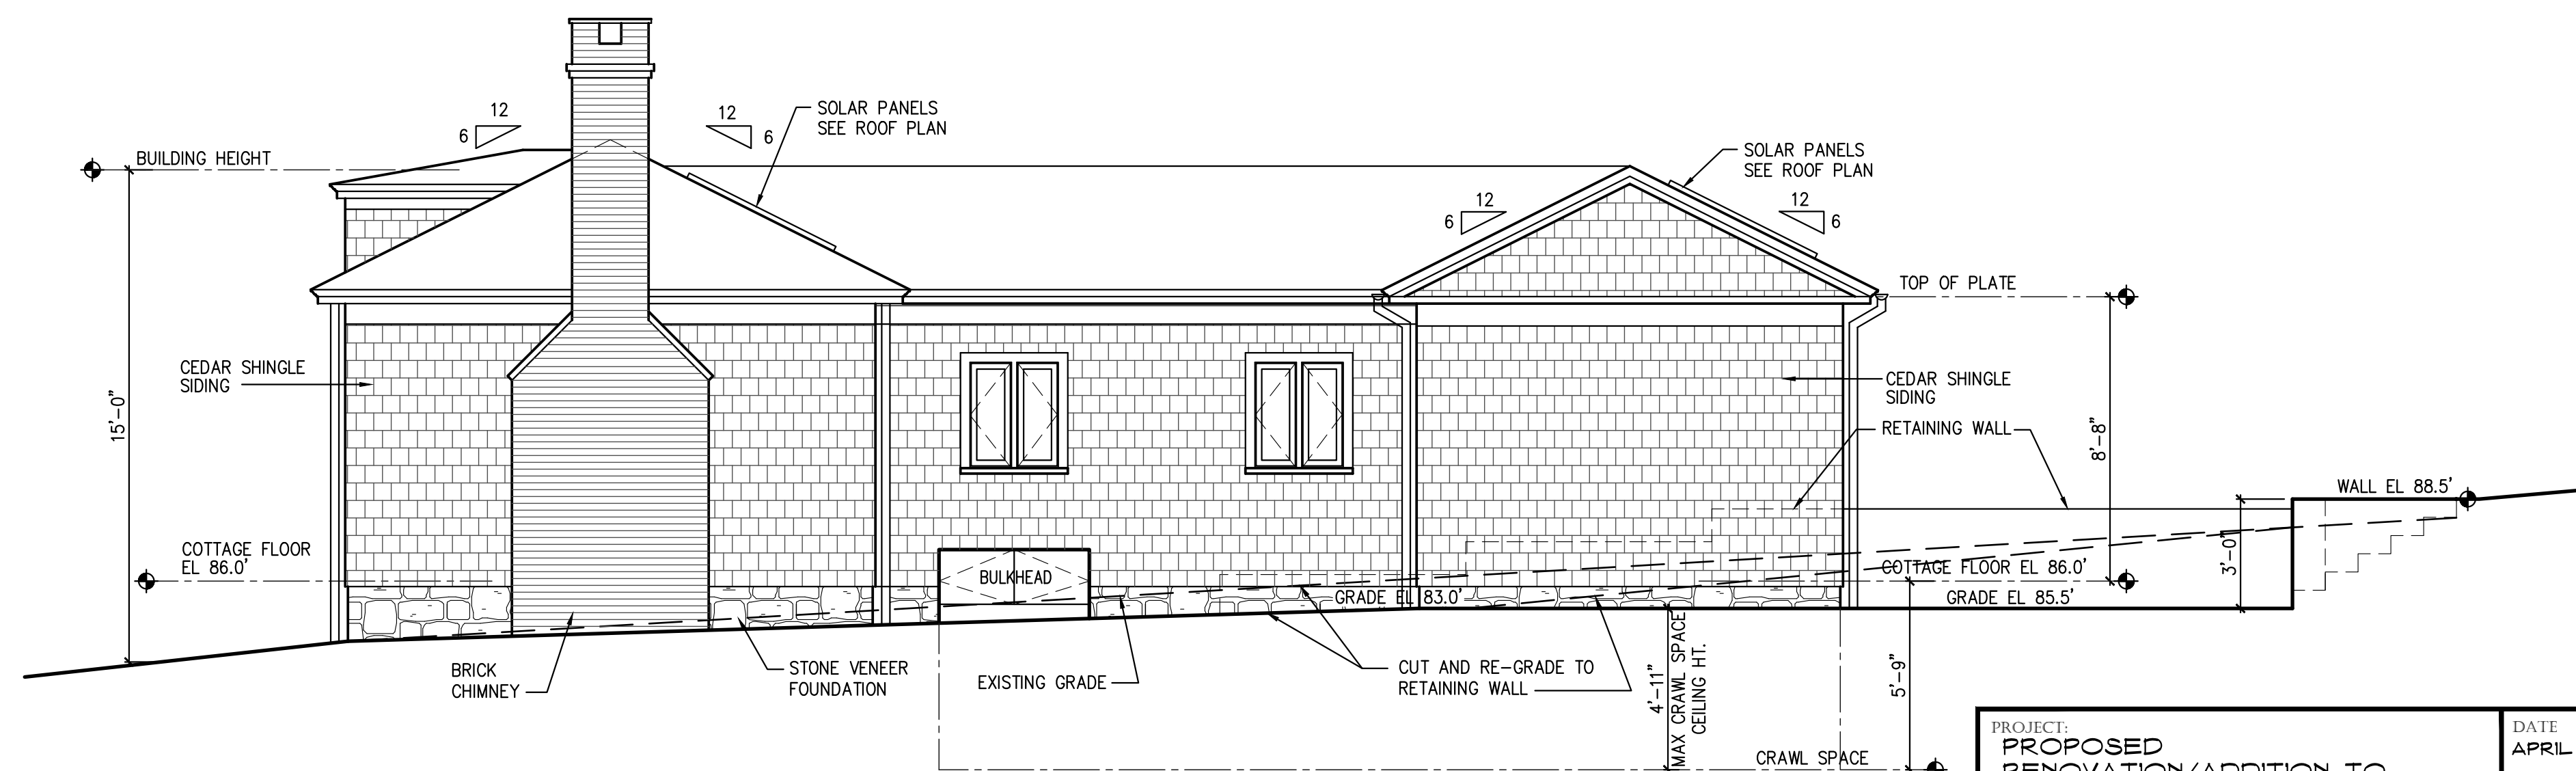 12
6
12
6
SOLAR PANELS
SEE ROOF PLAN
BUILDING HEIGHT
SOLAR PANELS
SEE ROOF PLAN
12
6
12
6
TOP OF PLATE
CEDAR SHINGLE
SIDING
15'-0"
CEDAR SHINGLE
SIDING
RETAINING WALL
8'-8"
WALL EL 88.5'
COTTAGE FLOOR
EL 86.0'
BULKHEAD
COTTAGE FLOOR EL 86.0'
3'-0"
GRADE EL 83.0'
GRADE EL 85.5'
BRICK
CHIMNEY
STONE VENEER
FOUNDATION
EXISTING GRADE
CUT AND RE-GRADE TO
RETAINING WALL
4'-11"
MAX CRAWL SPACE
CEILING HT.
5'-9"
CRAWL SPACE
PROJECT:
PROPOSED
RENOVATION/ADDITION TO
DATE
APRIL